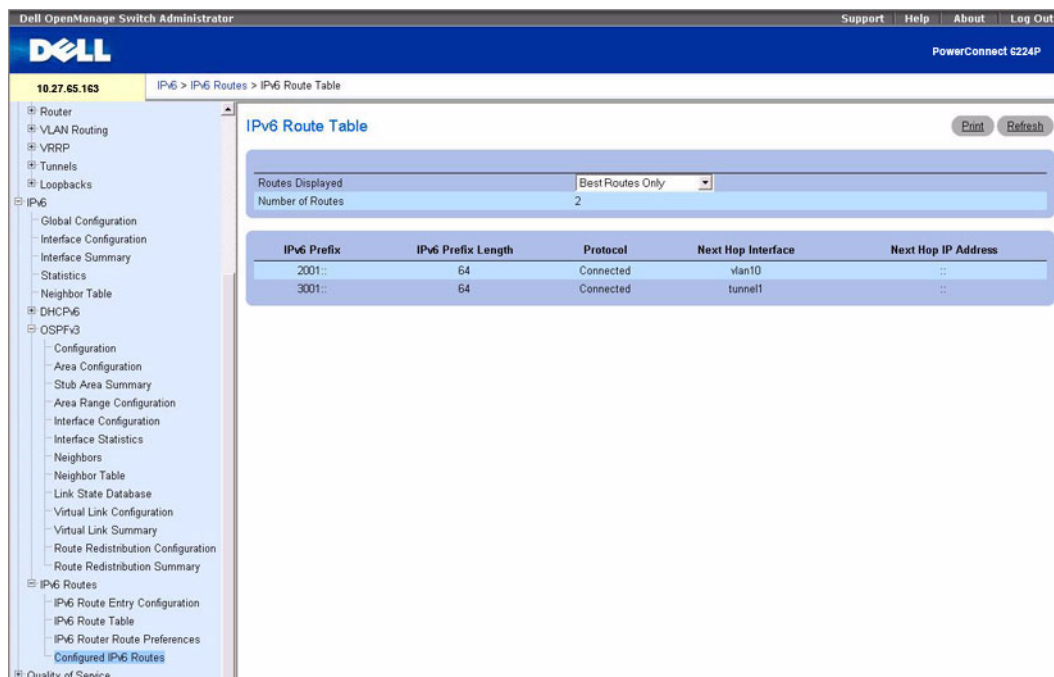 Dell OpenManage Switch Administrator Support Help About Log Out
DELL
PowerConnect 6224P
10.27.65.163
IPv6 > IPv6 Routes > IPv6 Route Table
Router
VLAN Routing
VRRP
Tunnels
Loopbacks
IPv6
Global Configuration
Interface Configuration
Interface Summary
Statistics
Neighbor Table
DHCPv6
OSPFv3
Configuration
Area Configuration
Stub Area Summary
Area Range Configuration
Interface Configuration
Interface Statistics
Neighbors
Neighbor Table
Link State Database
Virtual Link Configuration
Virtual Link Summary
Route Redistribution Configuration
Route Redistribution Summary
IPv6 Routes
IPv6 Route Entry Configuration
IPv6 Route Table
IPv6 Router Route Preferences
Configured IPv6 Routes
Quality of Service
IPv6 Route Table
Print Refresh
Routes Displayed Best Routes Only
Number of Routes 2
IPv6 Prefix IPv6 Prefix Length Protocol Next Hop Interface Next Hop IP Address
2001:: 64 Connected vlan10 ::
3001:: 64 Connected tunnel1 ::